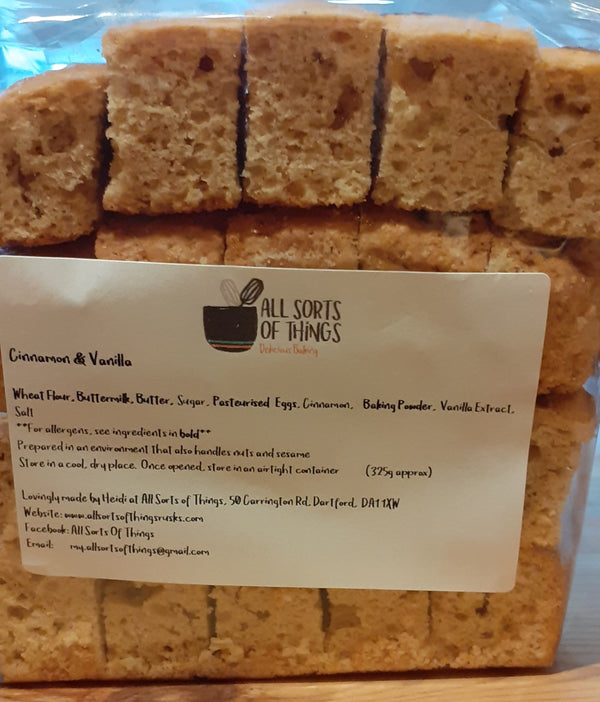 ALL SORTS
OF THINGS
Delicious Baking
Cinnamon & Vanilla
Wheat Flour, Buttermilk, Butter, Sugar, Pasteurised Eggs, Cinnamon, Baking Powder, Vanilla Extract,
Salt
**For allergens, see ingredients in bold**
Prepared in an environment that also handles nuts and sesame
Store in a cool, dry place. Once opened, store in an airtight container (325g approx)
Lovingly made by Heidi at All Sorts of Things, 50 Carrington Rd, Dartford, DA1 1XW
Website: www.allsortsofthingsrusks.com
Facebook: All Sorts Of Things
Email: my.allsortsofthings@gmail.com